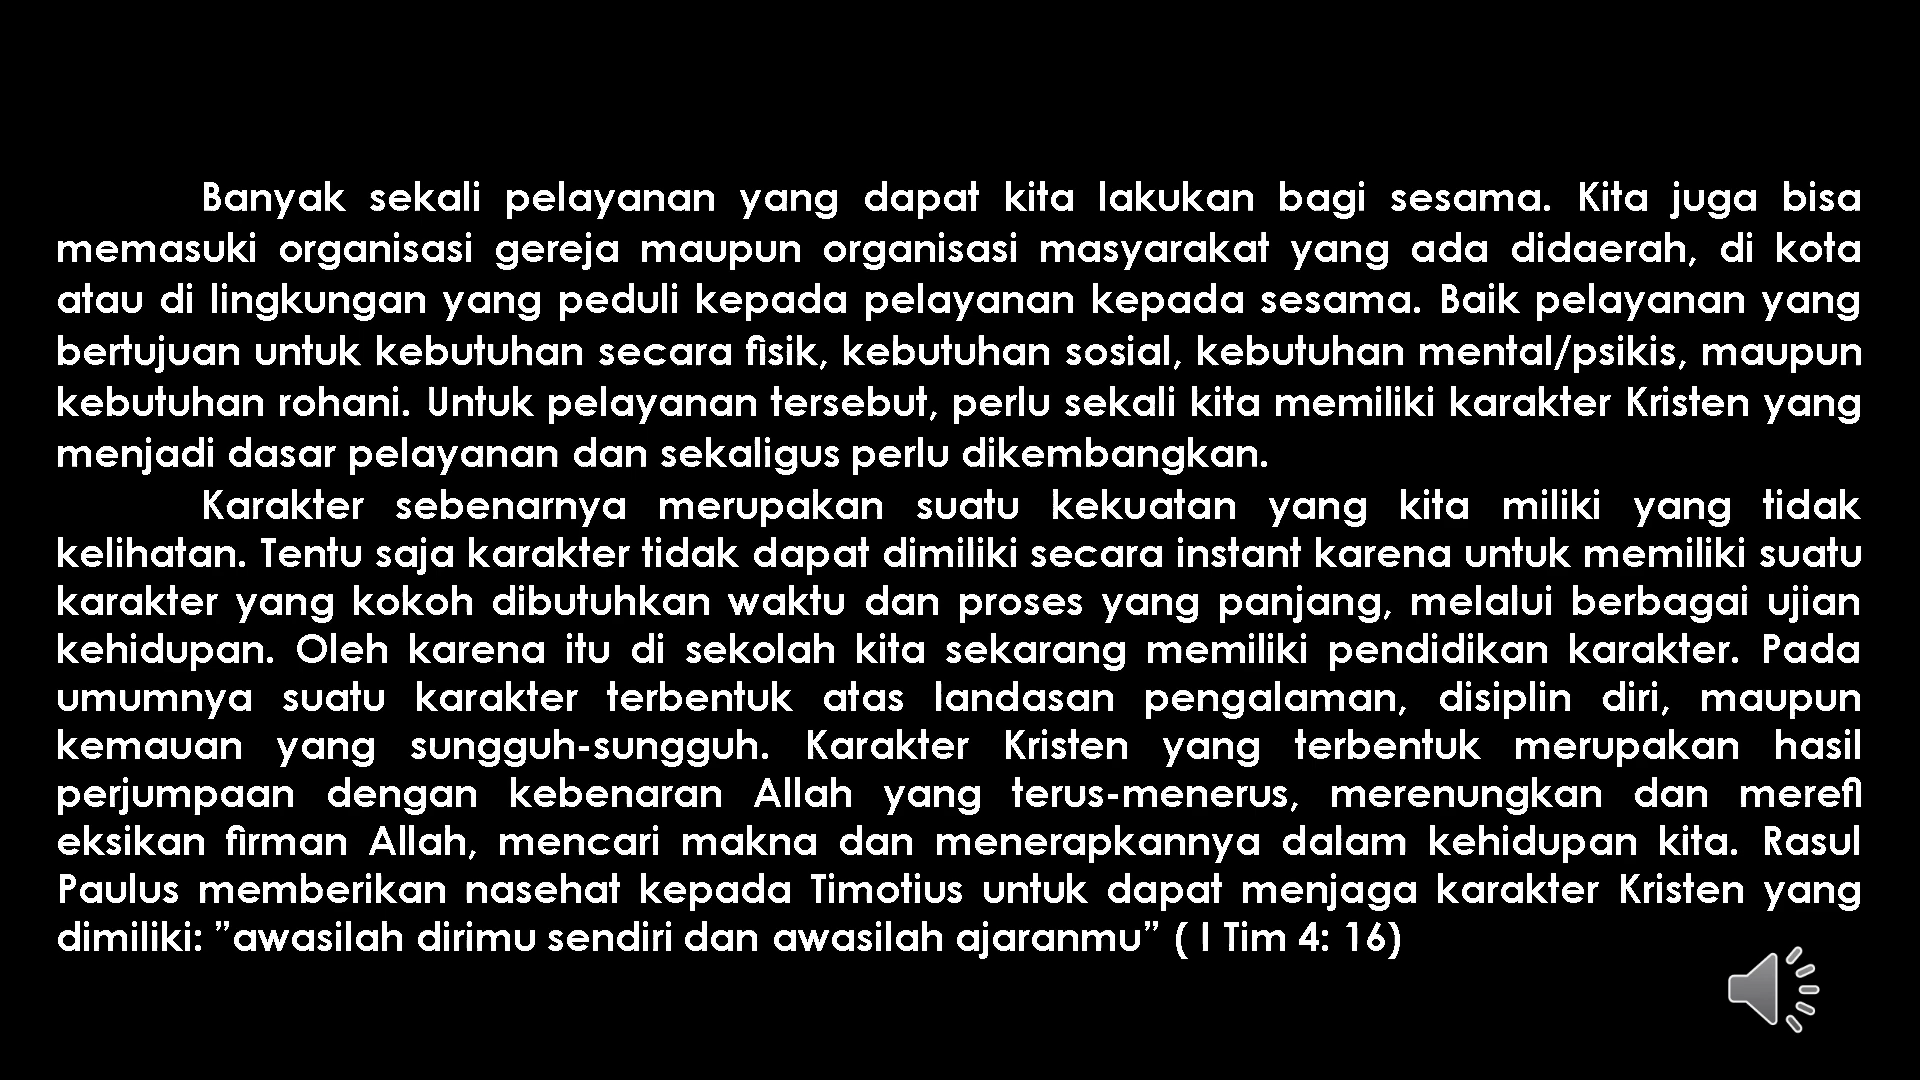 Banyak sekali pelayanan yang dapat kita lakukan bagi sesama. Kita juga bisa
memasuki organisasi gereja maupun organisasi masyarakat yang ada didaerah, di kota
atau di lingkungan yang peduli kepada pelayanan kepada sesama. Baik pelayanan yang
bertujuan untuk kebutuhan secara fisik, kebutuhan sosial, kebutuhan mental/psikis, maupun
kebutuhan rohani. Untuk pelayanan tersebut, perlu sekali kita memiliki karakter Kristen yang
menjadi dasar pelayanan dan sekaligus perlu dikembangkan.
Karakter sebenarnya merupakan suatu kekuatan yang kita miliki yang tidak
kelihatan. Tentu saja karakter tidak dapat dimiliki secara instant karena untuk memiliki suatu
karakter yang kokoh dibutuhkan waktu dan proses yang panjang, melalui berbagai ujian
kehidupan. Oleh karena itu di sekolah kita sekarang memiliki pendidikan karakter. Pada
umumnya suatu karakter terbentuk atas landasan pengalaman, disiplin diri, maupun
kemauan yang sungguh-sungguh. Karakter Kristen yang terbentuk merupakan hasil
perjumpaan dengan kebenaran Allah yang terus-menerus, merenungkan dan merefl
eksikan firman Allah, mencari makna dan menerapkannya dalam kehidupan kita. Rasul
Paulus memberikan nasehat kepada Timotius untuk dapat menjaga karakter Kristen yang
dimiliki: ”awasilah dirimu sendiri dan awasilah ajaranmu” ( I Tim 4: 16)